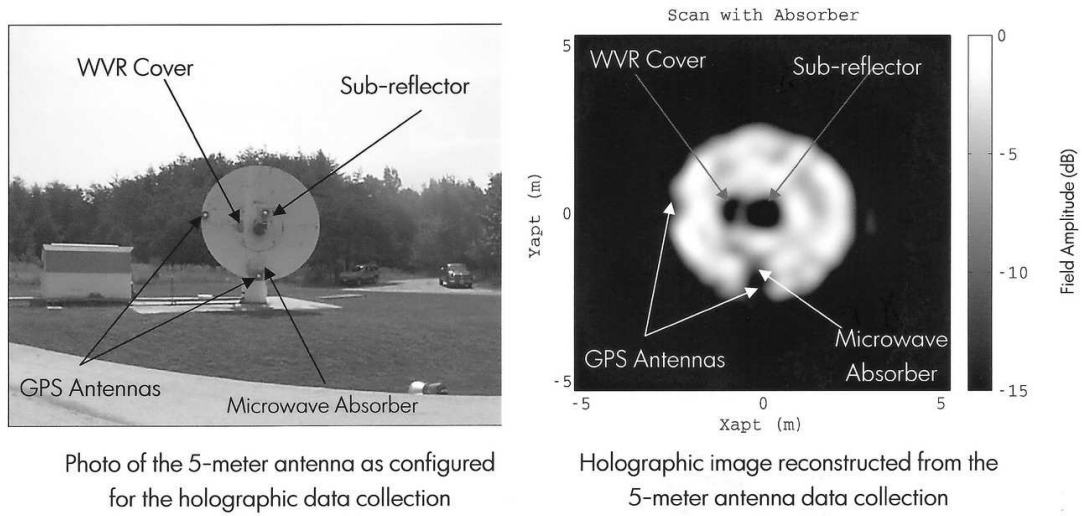 WVR Cover
Sub-reflector
GPS Antennas
Microwave Absorber
Photo of the 5-meter antenna as configured
for the holographic data collection
Scan with Absorber
5
0
-5
Yapt (m)
-5
0
5
Xapt (m)
WVR Cover
Sub-reflector
GPS Antennas
Microwave
Absorber
0
-5
-10
-15
Field Amplitude (dB)
Holographic image reconstructed from the
5-meter antenna data collection